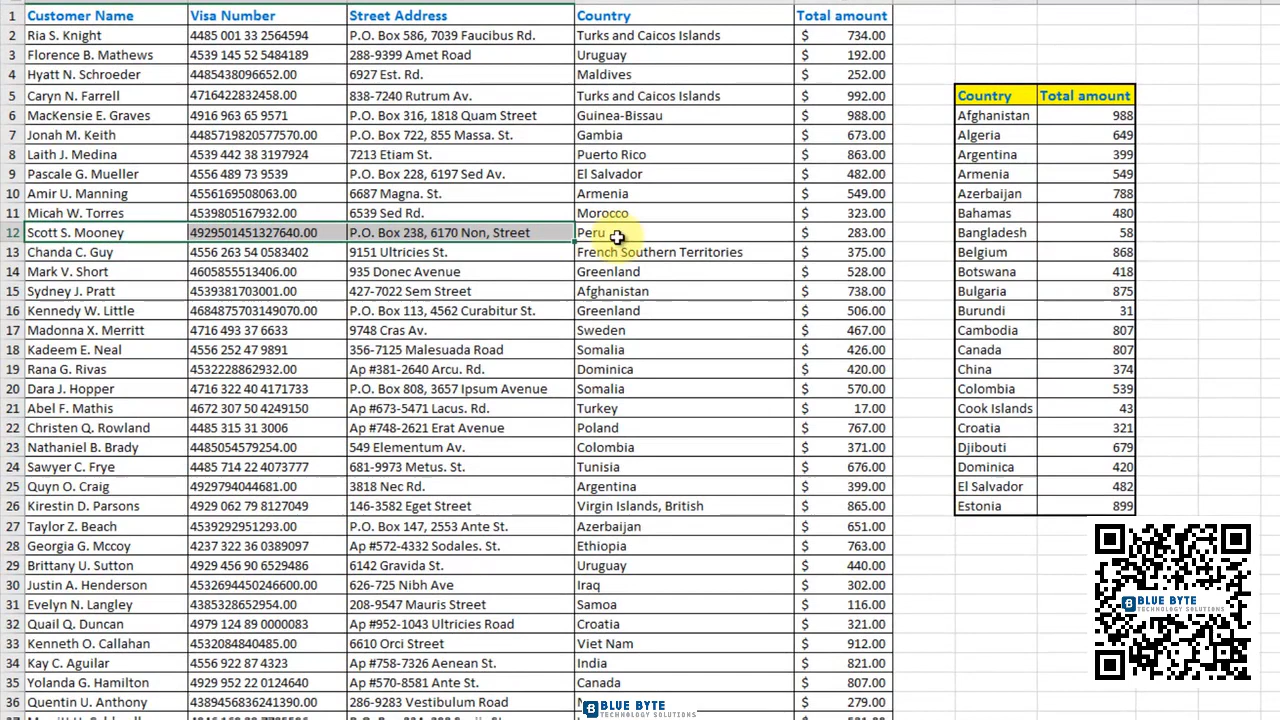 1 Customer Name Visa Number Street Address Country Total amount
2 Ria S. Knight 4485 001 33 2564594 P.O. Box 586, 7039 Faucibus Rd. Turks and Caicos Islands $ 734.00
3 Florence B. Mathews 4539 145 52 5484189 288-9399 Amet Road Uruguay $ 192.00
4 Hyatt N. Schroeder 4485438096652.00 6927 Est. Rd. Maldives $ 252.00
5 Caryn N. Farrell 4716422832458.00 838-7240 Rutrum Av. Turks and Caicos Islands $ 992.00 Country Total amount
6 MacKensie E. Graves 4916 963 65 9571 P.O. Box 316, 1818 Quam Street Guinea-Bissau $ 988.00 Afghanistan 988
7 Jonah M. Keith 4485719820577570.00 P.O. Box 722, 855 Massa. St. Gambia $ 673.00 Algeria 649
8 Laith J. Medina 4539 442 38 3197924 7213 Etiam St. Puerto Rico $ 863.00 Argentina 399
9 Pascale G. Mueller 4556 489 73 9539 P.O. Box 228, 6197 Sed Av. El Salvador $ 482.00 Armenia 549
10 Amir U. Manning 4556169508063.00 6687 Magna. St. Armenia $ 549.00 Azerbaijan 788
11 Micah W. Torres 4539805167932.00 6539 Sed Rd. Morocco $ 323.00 Bahamas 480
12 Scott S. Mooney 4929501451327640.00 P.O. Box 238, 6170 Non, Street Peru $ 283.00 Bangladesh 58
13 Chanda C. Guy 4556 263 54 0583402 9151 Ultricies St. French Southern Territories $ 375.00 Belgium 868
14 Mark V. Short 4605855513406.00 935 Donec Avenue Greenland $ 528.00 Botswana 418
15 Sydney J. Pratt 4539381703001.00 427-7022 Sem Street Afghanistan $ 738.00 Bulgaria 875
16 Kennedy W. Little 4684875703149070.00 P.O. Box 113, 4562 Curabitur St. Greenland $ 506.00 Burundi 31
17 Madonna X. Merritt 4716 493 37 6633 9748 Cras Av. Sweden $ 467.00 Cambodia 807
18 Kadeem E. Neal 4556 252 47 9891 356-7125 Malesuada Road Somalia $ 426.00 Canada 807
19 Rana G. Rivas 4532228862932.00 Ap #381-2640 Arcu. Rd. Dominica $ 420.00 China 374
20 Dara J. Hopper 4716 322 40 4171733 P.O. Box 808, 3657 Ipsum Avenue Somalia $ 570.00 Colombia 539
21 Abel F. Mathis 4672 307 50 4249150 Ap #673-5471 Lacus. Rd. Turkey $ 17.00 Cook Islands 43
22 Christen Q. Rowland 4485 315 31 3006 Ap #748-2621 Erat Avenue Poland $ 767.00 Croatia 321
23 Nathaniel B. Brady 4485054579254.00 549 Elementum Av. Colombia $ 371.00 Djibouti 679
24 Sawyer C. Frye 4485 714 22 4073777 681-9973 Metus. St. Tunisia $ 676.00 Dominica 420
25 Quyn O. Craig 4929794044681.00 3818 Nec Rd. Argentina $ 399.00 El Salvador 482
26 Kirestin D. Parsons 4929 062 79 8127049 146-3582 Eget Street Virgin Islands, British $ 865.00 Estonia 899
27 Taylor Z. Beach 4539292951293.00 P.O. Box 147, 2553 Ante St. Azerbaijan $ 651.00
28 Georgia G. Mccoy 4237 322 36 0389097 Ap #572-4332 Sodales. St. Ethiopia $ 763.00
29 Brittany U. Sutton 4929 456 90 6529486 6142 Gravida St. Uruguay $ 440.00
30 Justin A. Henderson 4532694450246600.00 626-725 Nibh Ave Iraq $ 302.00
31 Evelyn N. Langley 4385328652954.00 208-9547 Mauris Street Samoa $ 116.00
32 Quail Q. Duncan 4929 124 89 0000083 Ap #952-1043 Ultricies Road Croatia $ 321.00
33 Kenneth O. Callahan 4532084840485.00 6610 Orci Street Viet Nam $ 912.00
34 Kay C. Aguilar 4556 922 87 4323 Ap #758-7326 Aenean St. India $ 821.00
35 Yolanda G. Hamilton 4929 952 22 0124640 Ap #570-8581 Ante St. Canada $ 807.00
36 Quentin U. Anthony 4389456836241390.00 286-9283 Vestibulum Road $ 702.00
BLUE BYTE
TECHNOLOGY SOLUTIONS
BLUE BYTE
TECHNOLOGY SOLUTIONS